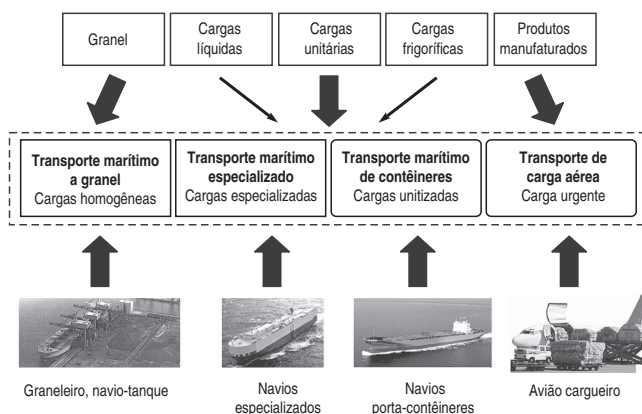 Granel
Cargas
líquidas
Cargas
unitárias
Cargas
frigoríficas
Produtos
manufaturados
Transporte marítimo
a granel
Cargas homogêneas
Transporte marítimo
especializado
Cargas especializadas
Transporte marítimo
de contêineres
Cargas unitizadas
Transporte de
carga aérea
Carga urgente
Graneleiro, navio-tanque
Navios
especializados
Navios
porta-contêineres
Avião cargueiro